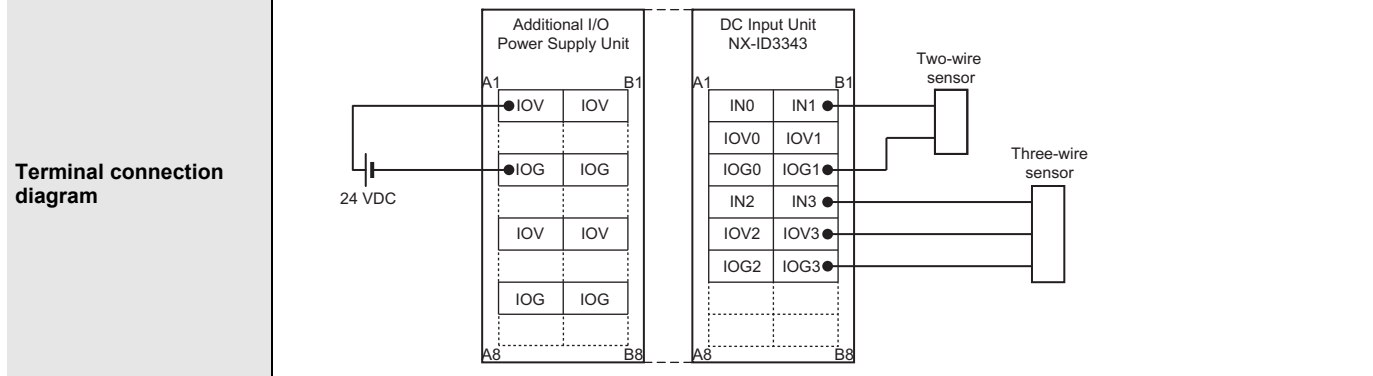 Terminal connection
diagram
Additional I/O
Power Supply Unit
A1 B1
IOV IOV
IOG IOG
IOV IOV
IOG IOG
A8 B8
24 VDC
DC Input Unit
NX-ID3343
A1 B1
IN0 IN1
IOV0 IOV1
IOG0 IOG1
IN2 IN3
IOV2 IOV3
IOG2 IOG3
A8 B8
Two-wire
sensor
Three-wire
sensor